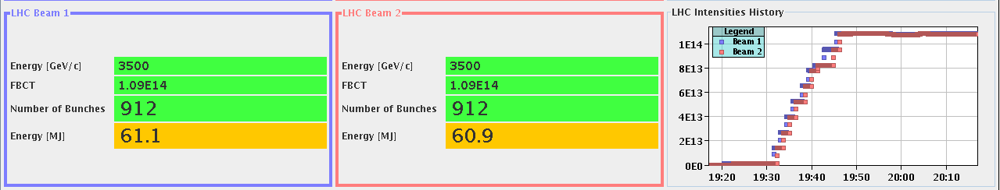 LHC Beam 1
Energy [GeV/c] 3500
FBCT 1.09E14
Number of Bunches 912
Energy [MJ] 61.1
LHC Beam 2
Energy [GeV/c] 3500
FBCT 1.09E14
Number of Bunches 912
Energy [MJ] 60.9
LHC Intensities History
Legend
Beam 1
Beam 2
1E14
8E13
6E13
4E13
2E13
0E0
19:20 19:30 19:40 19:50 20:00 20:10